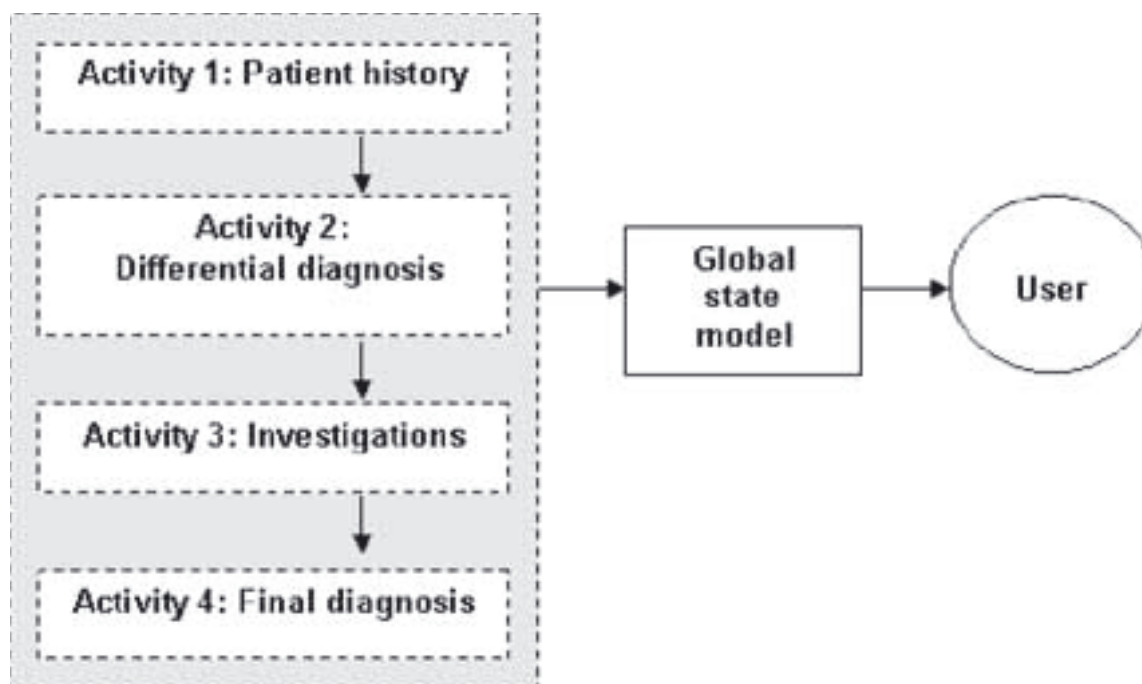 Activity 1: Patient history
Activity 2:
Differential diagnosis
Activity 3: Investigations
Activity 4: Final diagnosis
Global
state
model
User